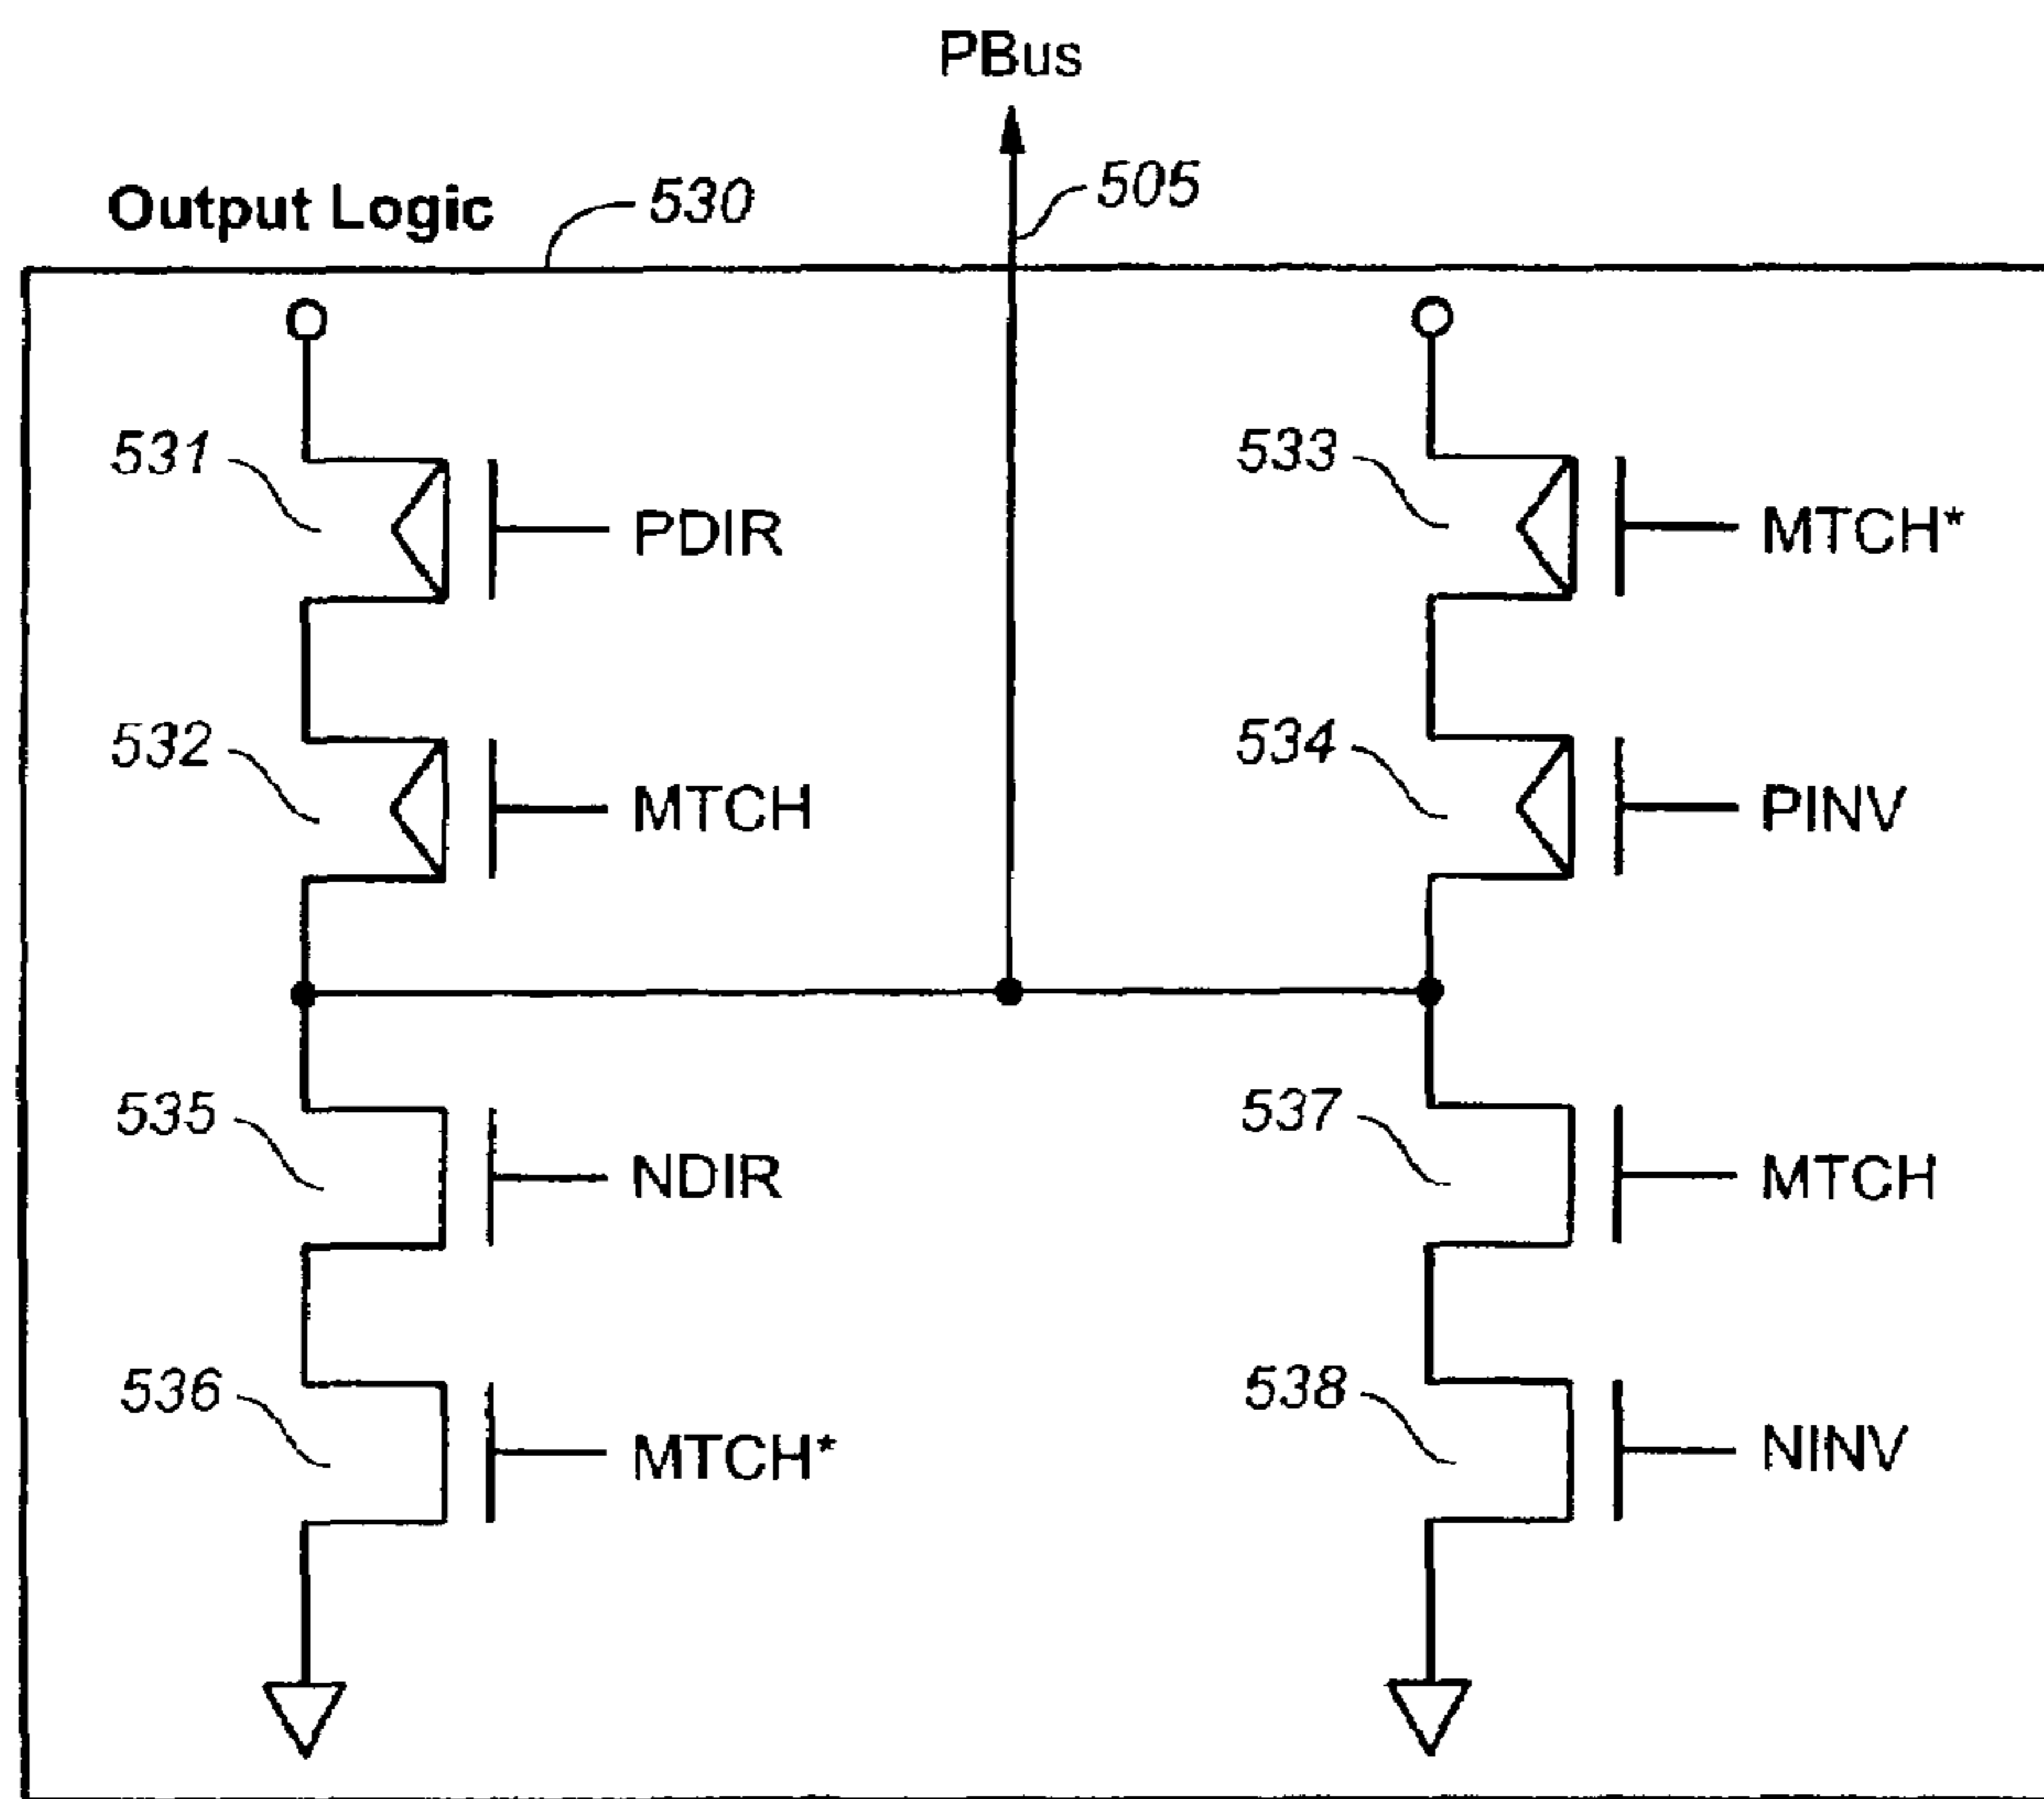 PBus
505
Output Logic 530
531 PDIR
533 MTCH*
532 MTCH
534 PINV
535 NDIR
537 MTCH
536 MTCH*
538 NINV